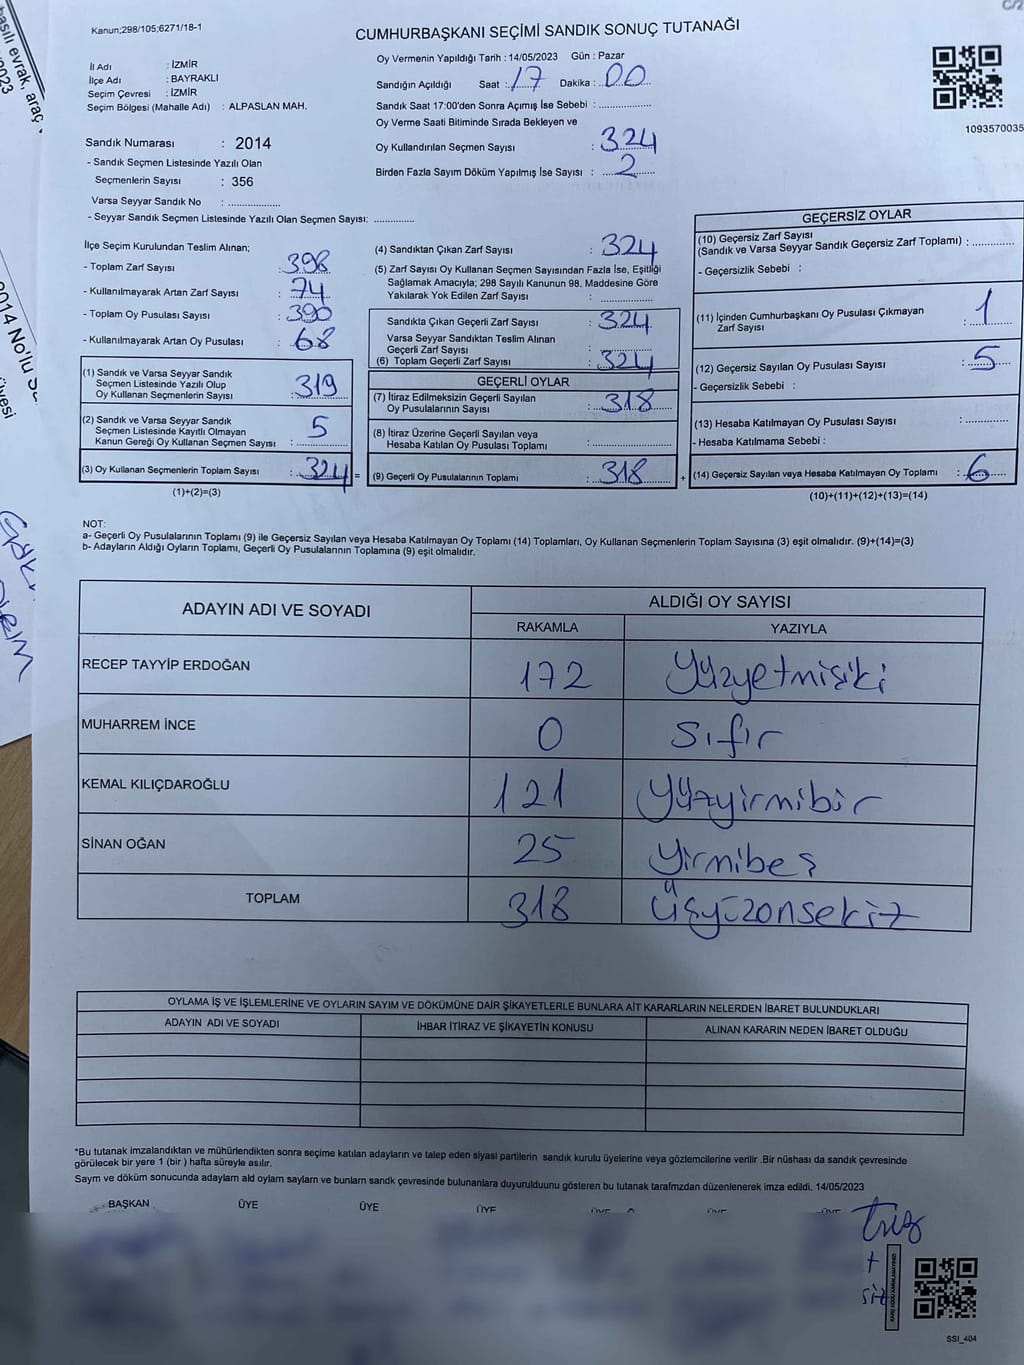 basılı evrak, araç
2023
C/2
Kanun;298/105;6271/18-1
CUMHURBAŞKANI SEÇİMİ SANDIK SONUÇ TUTANAĞI
İl Adı : İZMİR
İlçe Adı : BAYRAKLI
Seçim Çevresi : İZMİR
Seçim Bölgesi (Mahalle Adı) : ALPASLAN MAH.
Oy Vermenin Yapıldığı Tarih : 14/05/2023 Gün : Pazar
Sandığın Açıldığı Saat : 17 Dakika : 00
Sandık Saat 17:00'den Sonra Açımış İse Sebebi : ..............
Oy Verme Saati Bitiminde Sırada Bekleyen ve
Oy Kullandırılan Seçmen Sayısı : 324
Birden Fazla Sayım Döküm Yapılmış İse Sayısı : 2
1093570035
Sandık Numarası : 2014
- Sandık Seçmen Listesinde Yazılı Olan
Seçmenlerin Sayısı : 356
Varsa Seyyar Sandık No : ..............
- Seyyar Sandık Seçmen Listesinde Yazılı Olan Seçmen Sayısı: ............
İlçe Seçim Kurulundan Teslim Alınan;
- Toplam Zarf Sayısı : 398
- Kullanılmayarak Artan Zarf Sayısı : 74
- Toplam Oy Pusulası Sayısı : 390
- Kullanılmayarak Artan Oy Pusulası : 68
(1) Sandık ve Varsa Seyyar Sandık
Seçmen Listesinde Yazılı Olup
Oy Kullanan Seçmenlerin Sayısı : 319
(2) Sandık ve Varsa Seyyar Sandık
Seçmen Listesinde Kayıtlı Olmayan
Kanun Gereği Oy Kullanan Seçmen Sayısı : 5
(3) Oy Kullanan Seçmenlerin Toplam Sayısı : 324 =
(1)+(2)=(3)
(4) Sandıktan Çıkan Zarf Sayısı : 324
(5) Zarf Sayısı Oy Kullanan Seçmen Sayısından Fazla İse, Eşitliği
Sağlamak Amacıyla; 298 Sayılı Kanunun 98, Maddesine Göre
Yakılarak Yok Edilen Zarf Sayısı : ..............
Sandıkta Çıkan Geçerli Zarf Sayısı : 324
Varsa Seyyar Sandıktan Teslim Alınan
Geçerli Zarf Sayısı : ..............
(6) Toplam Geçerli Zarf Sayısı : 324
GEÇERLİ OYLAR
(7) İtiraz Edilmeksizin Geçerli Sayılan
Oy Pusulalarının Sayısı : 318
(8) İtiraz Üzerine Geçerli Sayılan veya
Hesaba Katılan Oy Pusulası Toplamı : ..............
(9) Geçerli Oy Pusulalarının Toplamı : 318 +
GEÇERSİZ OYLAR
(10) Geçersiz Zarf Sayısı
(Sandık ve Varsa Seyyar Sandık Geçersiz Zarf Toplamı) : ............
- Geçersizlik Sebebi :
(11) İçinden Cumhurbaşkanı Oy Pusulası Çıkmayan
Zarf Sayısı : 1
(12) Geçersiz Sayılan Oy Pusulası Sayısı : 5
- Geçersizlik Sebebi :
(13) Hesaba Katılmayan Oy Pusulası Sayısı : ............
- Hesaba Katılmama Sebebi :
(14) Geçersiz Sayılan veya Hesaba Katılmayan Oy Toplamı : 6
(10)+(11)+(12)+(13)=(14)
NOT:
a- Geçerli Oy Pusulalarının Toplamı (9) ile Geçersiz Sayılan veya Hesaba Katılmayan Oy Toplamı (14) Toplamları, Oy Kullanan Seçmenlerin Toplam Sayısına (3) eşit olmalıdır. (9)+(14)=(3)
b- Adayların Aldığı Oyların Toplamı, Geçerli Oy Pusulalarının Toplamına (9) eşit olmalıdır.
ADAYIN ADI VE SOYADI ALDIĞI OY SAYISI
RAKAMLA YAZIYLA
RECEP TAYYİP ERDOĞAN 172 Yüzyetmişiki
MUHARREM İNCE 0 Sıfır
KEMAL KILIÇDAROĞLU 121 Yüzyirmibir
SİNAN OĞAN 25 Yirmibeş
TOPLAM 318 Üçyüzonsekiz
OYLAMA İŞ VE İŞLEMLERİNE VE OYLARIN SAYIM VE DÖKÜMÜNE DAİR ŞİKAYETLERLE BUNLARA AİT KARARLARIN NELERDEN İBARET BULUNDUKLARI
ADAYIN ADI VE SOYADI İHBAR İTİRAZ VE ŞİKAYETİN KONUSU ALINAN KARARIN NEDEN İBARET OLDUĞU
*Bu tutanak imzalandıktan ve mühürlendikten sonra seçime katılan adayların ve talep eden siyasi partilerin sandık kurulu üyelerine veya gözlemcilerine verilir .Bir nüshası da sandık çevresinde
görülecek bir yere 1 (bir ) hafta süreyle asılır.
Sayım ve döküm sonucunda adaylarn ald oylarn saylarn ve bunlarn sandk çevresinde bulunanlara duyurulduunu gösteren bu tutanak tarafmzdan düzenlenerek imza edildi. 14/05/2023
BAŞKAN ÜYE ÜYE ÜYE ÜYE ÜYE ÜYE
SSI_404